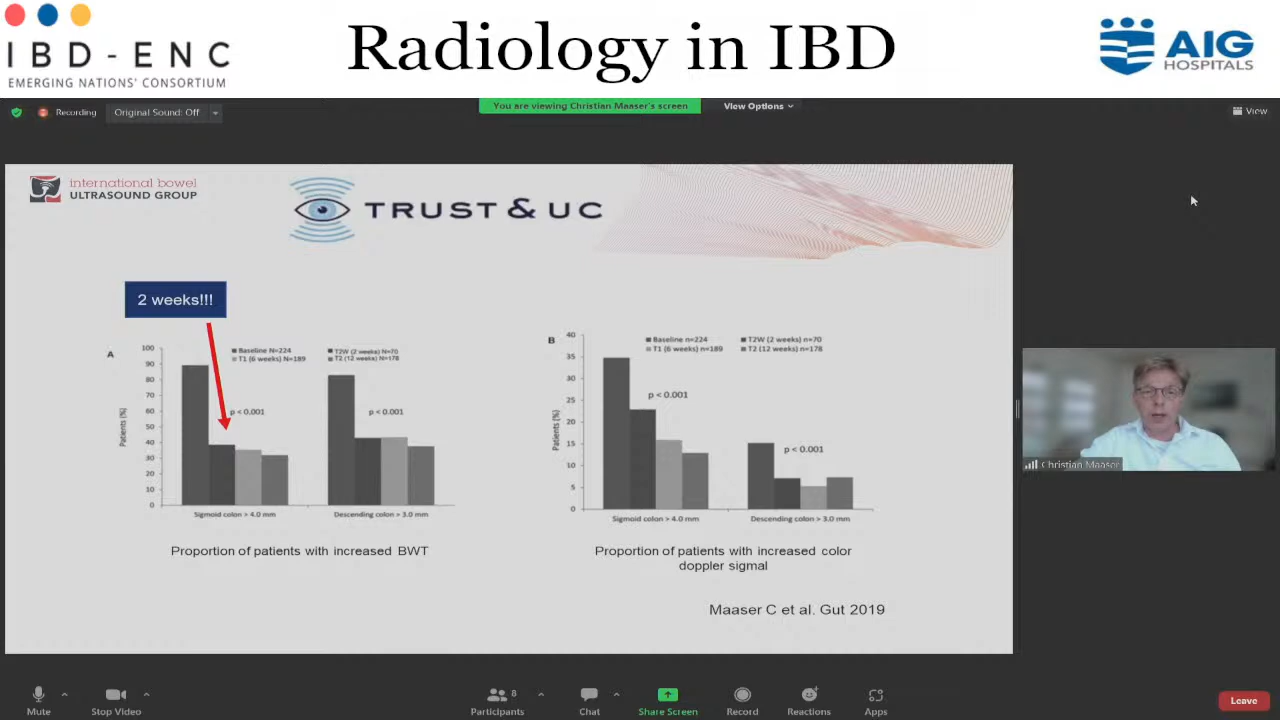 IBD-ENC
EMERGING NATIONS' CONSORTIUM
Radiology in IBD
AIG
HOSPITALS
Recording
Original Sound: Off
You are viewing Christian Maaser's screen
View Options
View
international bowel
ULTRASOUND GROUP
TRUST & UC
2 weeks!!!
A
Baseline N=224
T2W (2 weeks) N=70
T1 (6 weeks) N=189
T2 (12 weeks) N=178
Patients (%)
100
90
80
70
60
50
40
30
20
10
0
p < 0.001
p < 0.001
Sigmoid colon > 4.0 mm
Descending colon > 3.0 mm
Proportion of patients with increased BWT
B
Baseline n=224
T2W (2 weeks) n=70
T1 (6 weeks) n=189
T2 (12 weeks) n=178
Patients (%)
40
35
30
25
20
15
10
5
0
p < 0.001
p < 0.001
Sigmoid colon > 4.0 mm
Descending colon > 3.0 mm
Proportion of patients with increased color
doppler sigmal
Maaser C et al. Gut 2019
Christian Maaser
Mute
Stop Video
8
Participants
Chat
Share Screen
Record
Reactions
Apps
Leave